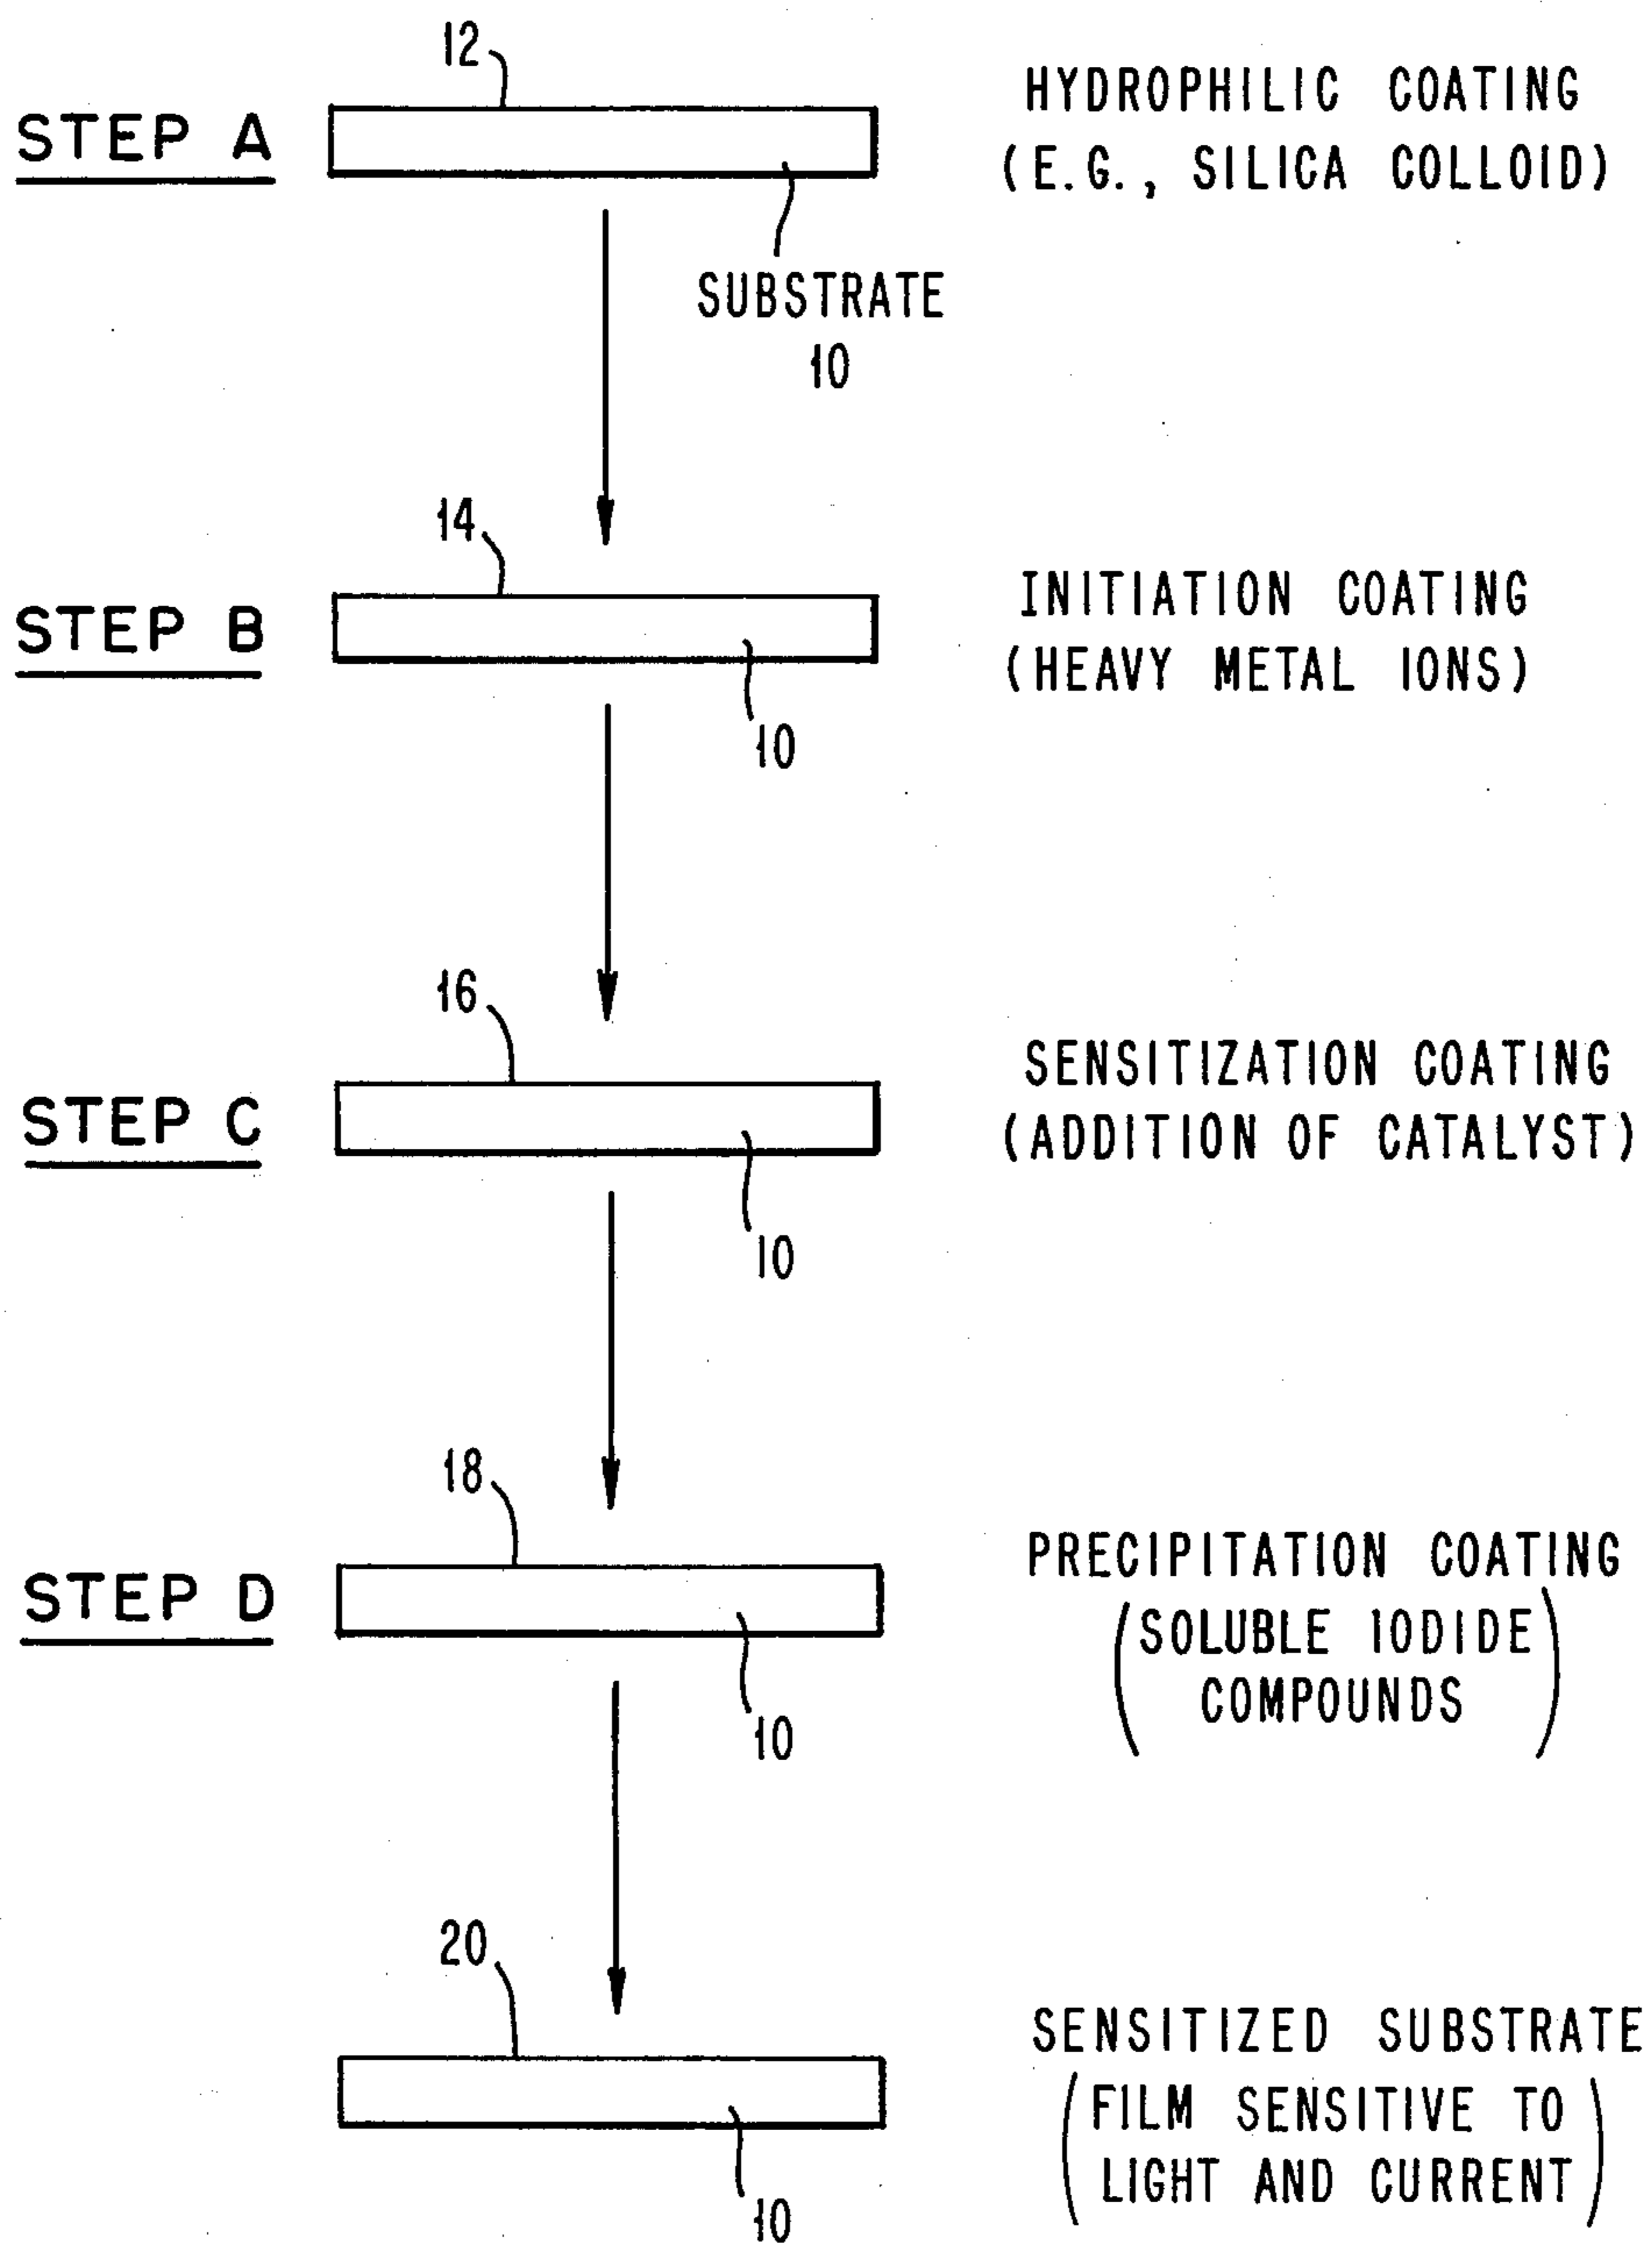 12
STEP A
HYDROPHILIC COATING
(E.G., SILICA COLLOID)
SUBSTRATE
10
14
STEP B
INITIATION COATING
(HEAVY METAL IONS)
10
16
STEP C
SENSITIZATION COATING
(ADDITION OF CATALYST)
10
18
STEP D
PRECIPITATION COATING
(SOLUBLE IODIDE
COMPOUNDS)
10
20
SENSITIZED SUBSTRATE
(FILM SENSITIVE TO
LIGHT AND CURRENT)
10